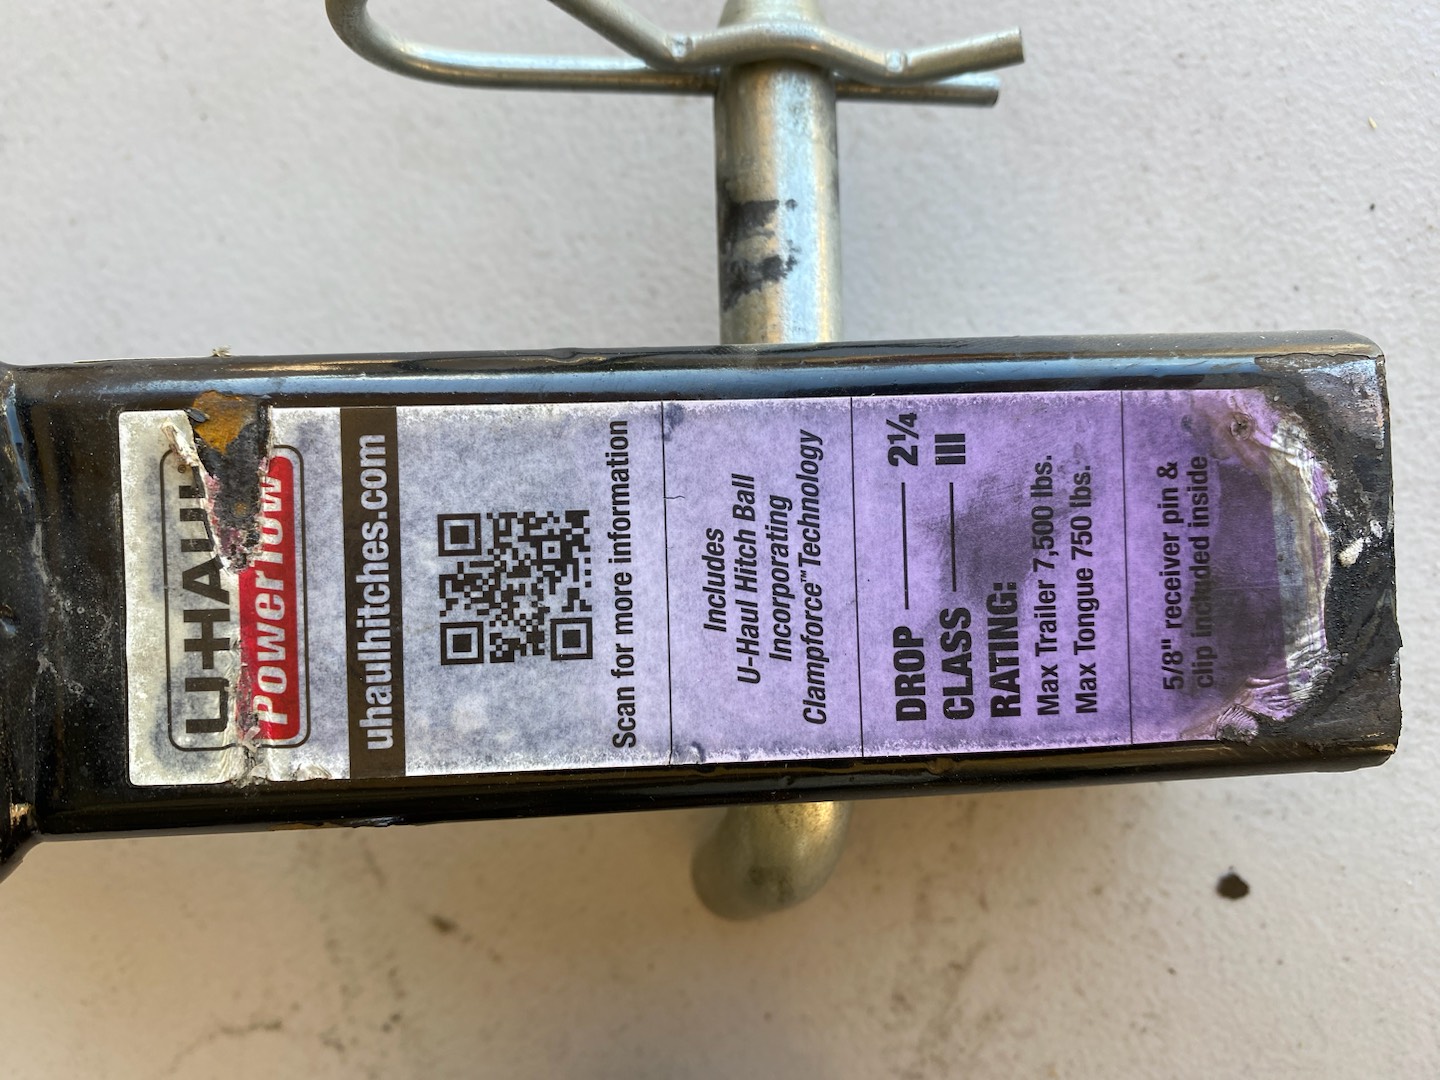 U-HAUL®
PowerTow
uhaulhitches.com
Scan for more information
Includes
U-Haul Hitch Ball
Incorporating
Clampforce™ Technology
DROP 2¼
CLASS III
RATING:
Max Trailer 7,500 lbs.
Max Tongue 750 lbs.
5/8" receiver pin &
clip included inside